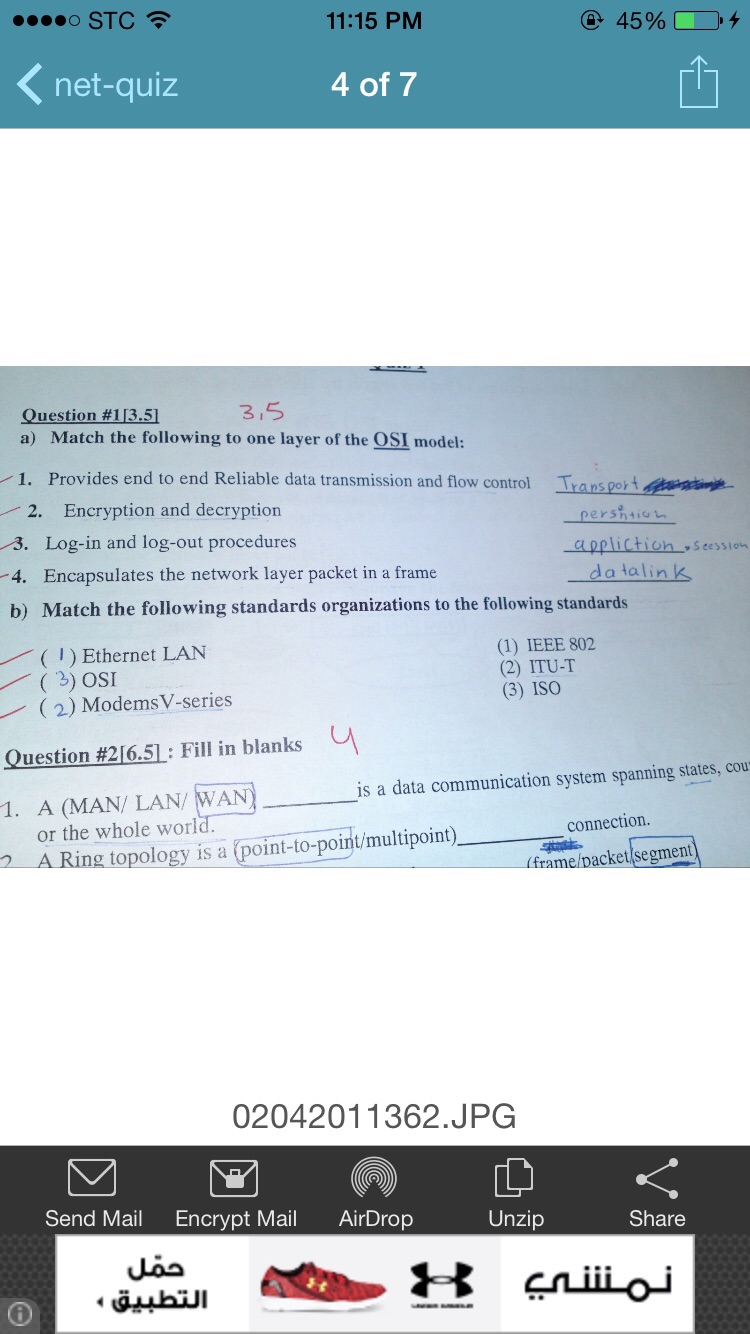 STC 11:15 PM 45%
net-quiz 4 of 7
Question #1[3.5] 3,5
a) Match the following to one layer of the OSI model:
1. Provides end to end Reliable data transmission and flow control Transport
2. Encryption and decryption
3. Log-in and log-out procedures appliction, seession
4. Encapsulates the network layer packet in a frame datalink
b) Match the following standards organizations to the following standards
(1) Ethernet LAN (1) IEEE 802
(3) OSI (2) ITU-T
(2) Modems V-series (3) ISO
Question #2[6.5] : Fill in blanks 4
1. A (MAN/ LAN/ WAN) ________ is a data communication system spanning states,
or the whole world.
2. A Ring topology is a (point-to-point/multipoint)________ connection.
(frame/packet/segment)
02042011362.JPG
Send Mail Encrypt Mail AirDrop Unzip Share
حمّل
التطبيق
UNDER ARMOUR
نمشي